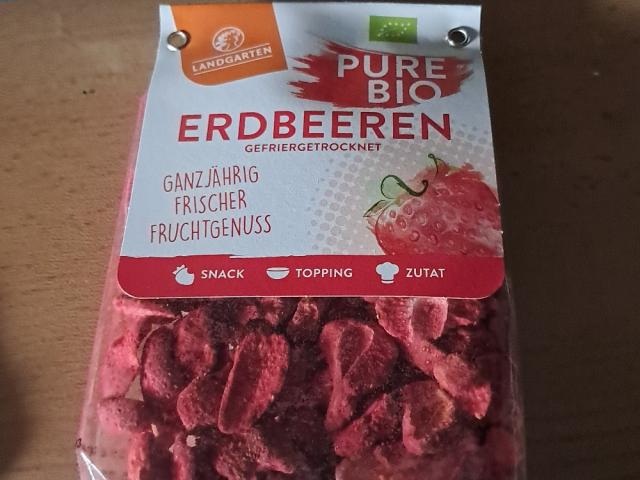 LANDGARTEN
PURE
BIO
ERDBEEREN
GEFRIERGETROCKNET
GANZJÄHRIG
FRISCHER
FRUCHTGENUSS
SNACK TOPPING ZUTAT